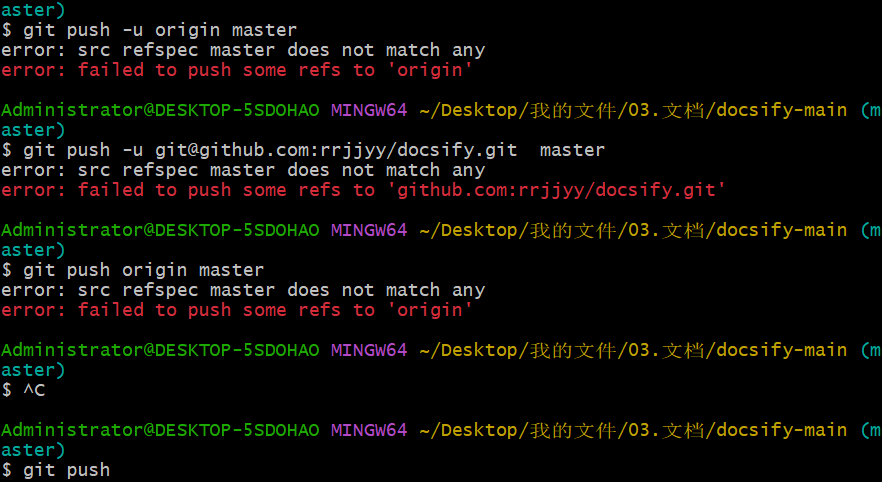 aster)
$ git push -u origin master
error: src refspec master does not match any
error: failed to push some refs to 'origin'
Administrator@DESKTOP-5SDOHAO MINGW64 ~/Desktop/我的文件/03.文档/docsify-main (m
aster)
$ git push -u git@github.com:rrjjyy/docsify.git  master
error: src refspec master does not match any
error: failed to push some refs to 'github.com:rrjjyy/docsify.git'
Administrator@DESKTOP-5SDOHAO MINGW64 ~/Desktop/我的文件/03.文档/docsify-main (m
aster)
$ git push origin master
error: src refspec master does not match any
error: failed to push some refs to 'origin'
Administrator@DESKTOP-5SDOHAO MINGW64 ~/Desktop/我的文件/03.文档/docsify-main (m
aster)
$ ^C
Administrator@DESKTOP-5SDOHAO MINGW64 ~/Desktop/我的文件/03.文档/docsify-main (m
aster)
$ git push